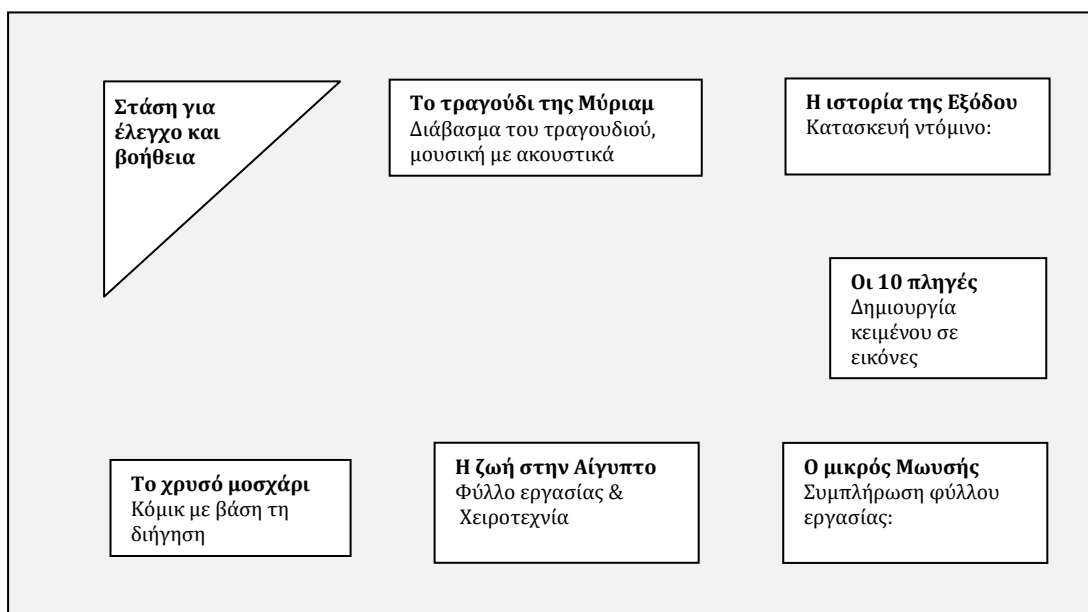 Στάση για
έλεγχο και
βοήθεια
Το τραγούδι της Μύριαμ
Διάβασμα του τραγουδιού,
μουσική με ακουστικά
Η ιστορία της Εξόδου
Κατασκευή ντόμινο:
Οι 10 πληγές
Δημιουργία
κειμένου σε
εικόνες
Το χρυσό μοσχάρι
Κόμικ με βάση τη
διήγηση
Η ζωή στην Αίγυπτο
Φύλλο εργασίας &
Χειροτεχνία
Ο μικρός Μωυσής
Συμπλήρωση φύλλου
εργασίας: